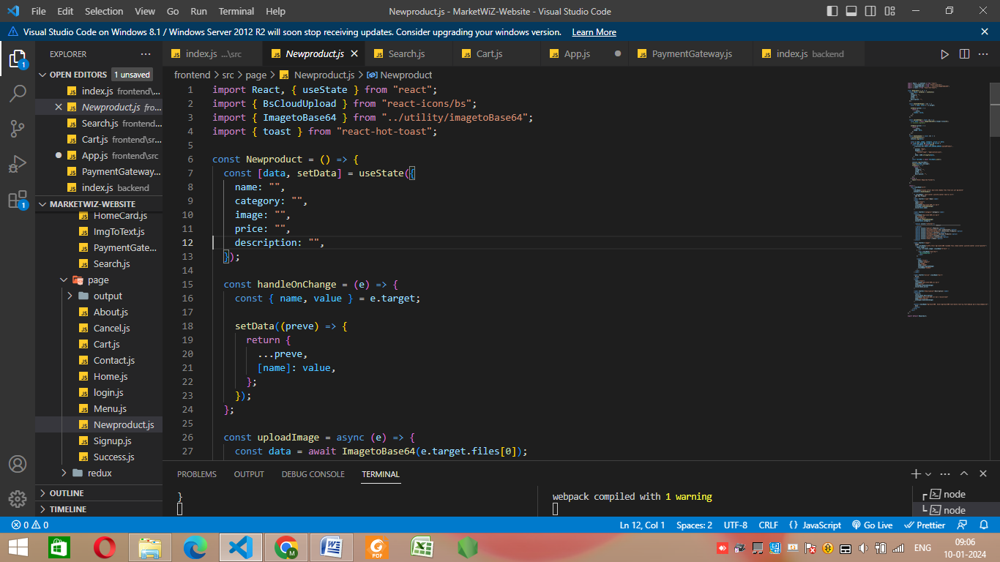 File Edit Selection View Go Run Terminal Help
Newproduct.js - MarketWiZ-Website - Visual Studio Code
Visual Studio Code on Windows 8.1 / Windows Server 2012 R2 will soon stop receiving updates. Consider upgrading your windows version. Learn More
EXPLORER
OPEN EDITORS 1 unsaved
index.js frontend\...
Newproduct.js fro...
Search.js frontend...
Cart.js frontend\sr...
App.js frontend\src
PaymentGateway...
index.js backend
MARKETWIZ-WEBSITE
HomeCard.js
ImgToText.js
PaymentGate...
Search.js
page
output
About.js
Cancel.js
Cart.js
Contact.js
Home.js
login.js
Menu.js
Newproduct.js
Signup.js
Success.js
redux
OUTLINE
TIMELINE
index.js ...\src Newproduct.js Search.js Cart.js App.js PaymentGateway.js index.js backend
frontend > src > page > Newproduct.js > Newproduct
1 import React, { useState } from "react";
2 import { BsCloudUpload } from "react-icons/bs";
3 import { ImagetoBase64 } from "../utility/imagetoBase64";
4 import { toast } from "react-hot-toast";
5
6 const Newproduct = () => {
7 const [data, setData] = useState({
8 name: "",
9 category: "",
10 image: "",
11 price: "",
12 description: "",
13 });
14
15 const handleOnChange = (e) => {
16 const { name, value } = e.target;
17
18 setData((preve) => {
19 return {
20 ...preve,
21 [name]: value,
22 };
23 });
24 };
25
26 const uploadImage = async (e) => {
27 const data = await ImagetoBase64(e.target.files[0]);
PROBLEMS OUTPUT DEBUG CONSOLE TERMINAL
}
webpack compiled with 1 warning
node
node
0 0
Ln 12, Col 1 Spaces: 2 UTF-8 CRLF {} JavaScript Go Live Prettier
ENG
09:06
10-01-2024